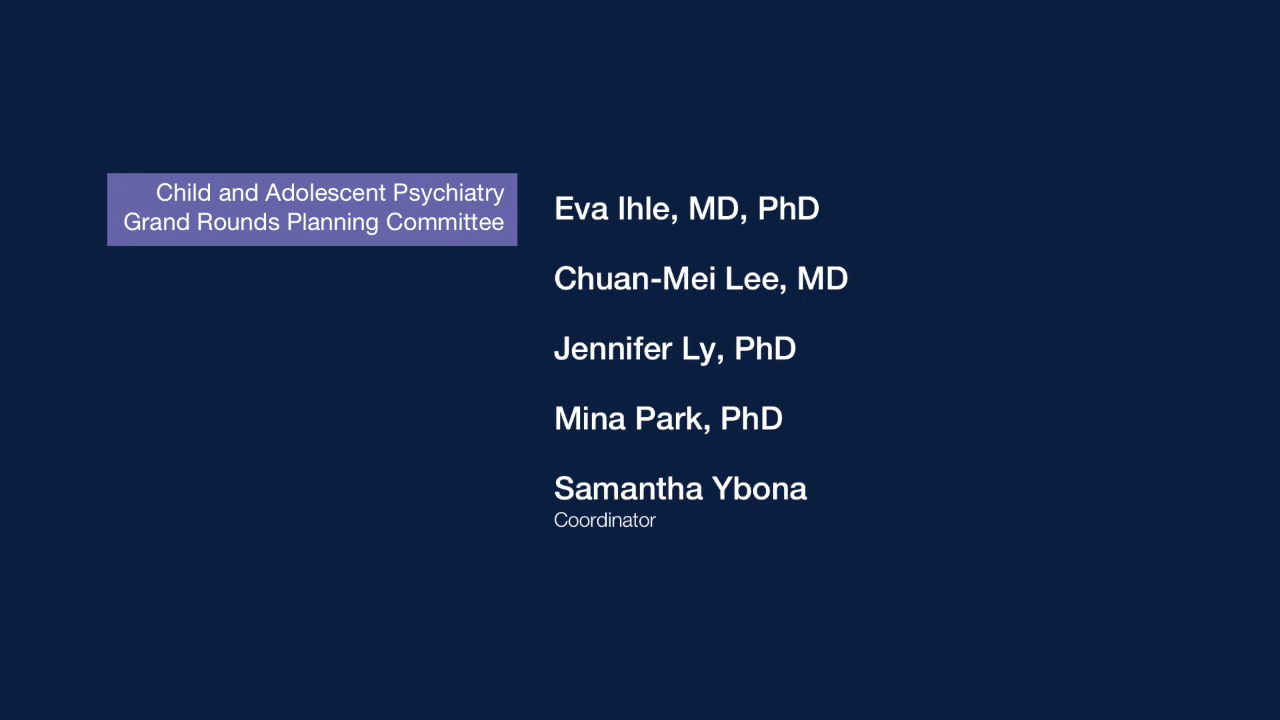 Child and Adolescent Psychiatry
Grand Rounds Planning Committee
Eva Ihle, MD, PhD
Chuan-Mei Lee, MD
Jennifer Ly, PhD
Mina Park, PhD
Samantha Ybona
Coordinator